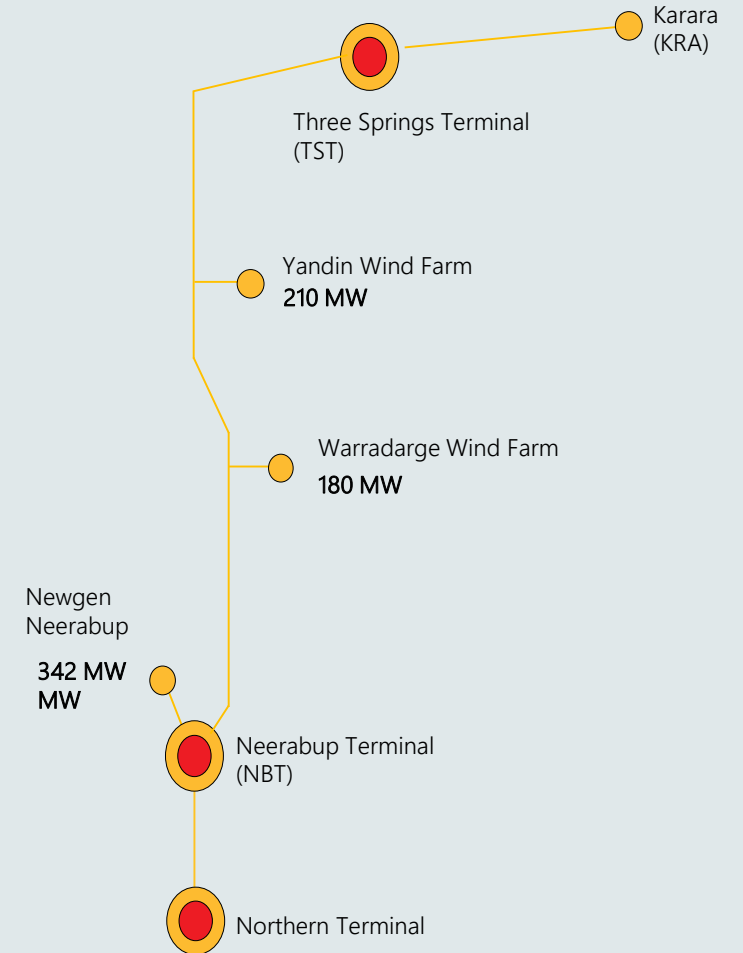 Karara
(KRA)
Three Springs Terminal
(TST)
Yandin Wind Farm
210 MW
Warradarge Wind Farm
180 MW
Newgen
Neerabup
342 MW
MW
Neerabup Terminal
(NBT)
Northern Terminal